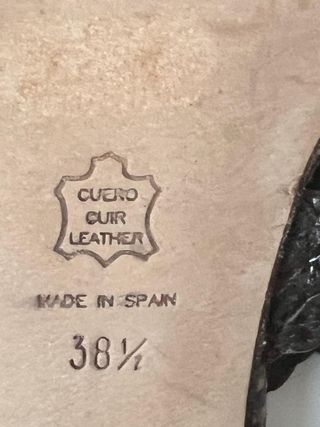 CUERO
CUIR
LEATHER
MADE IN SPAIN
38½